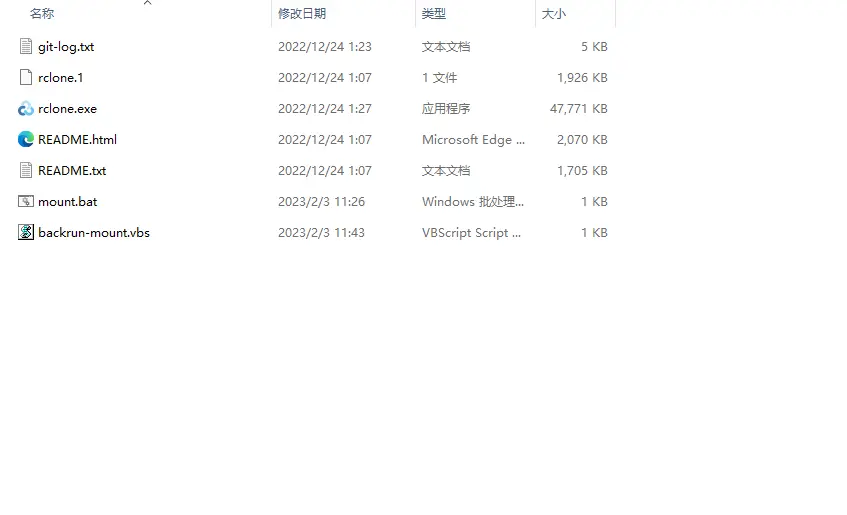 名称 修改日期 类型 大小
git-log.txt 2022/12/24 1:23 文本文档 5 KB
rclone.1 2022/12/24 1:07 1 文件 1,926 KB
rclone.exe 2022/12/24 1:27 应用程序 47,771 KB
README.html 2022/12/24 1:07 Microsoft Edge ... 2,070 KB
README.txt 2022/12/24 1:07 文本文档 1,705 KB
mount.bat 2023/2/3 11:26 Windows 批处理... 1 KB
backrun-mount.vbs 2023/2/3 11:43 VBScript Script ... 1 KB